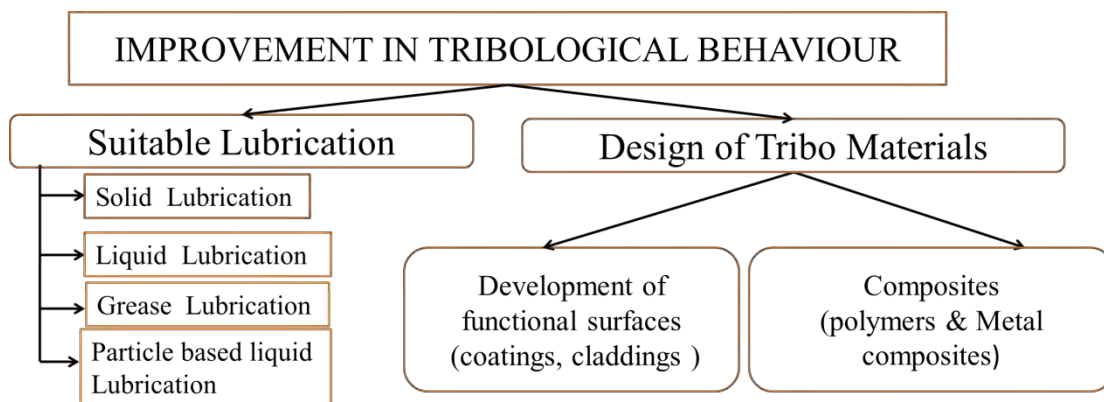 IMPROVEMENT IN TRIBOLOGICAL BEHAVIOUR
Suitable Lubrication
Solid Lubrication
Liquid Lubrication
Grease Lubrication
Particle based liquid
Lubrication
Design of Tribo Materials
Development of
functional surfaces
(coatings, claddings )
Composites
(polymers & Metal
composites)